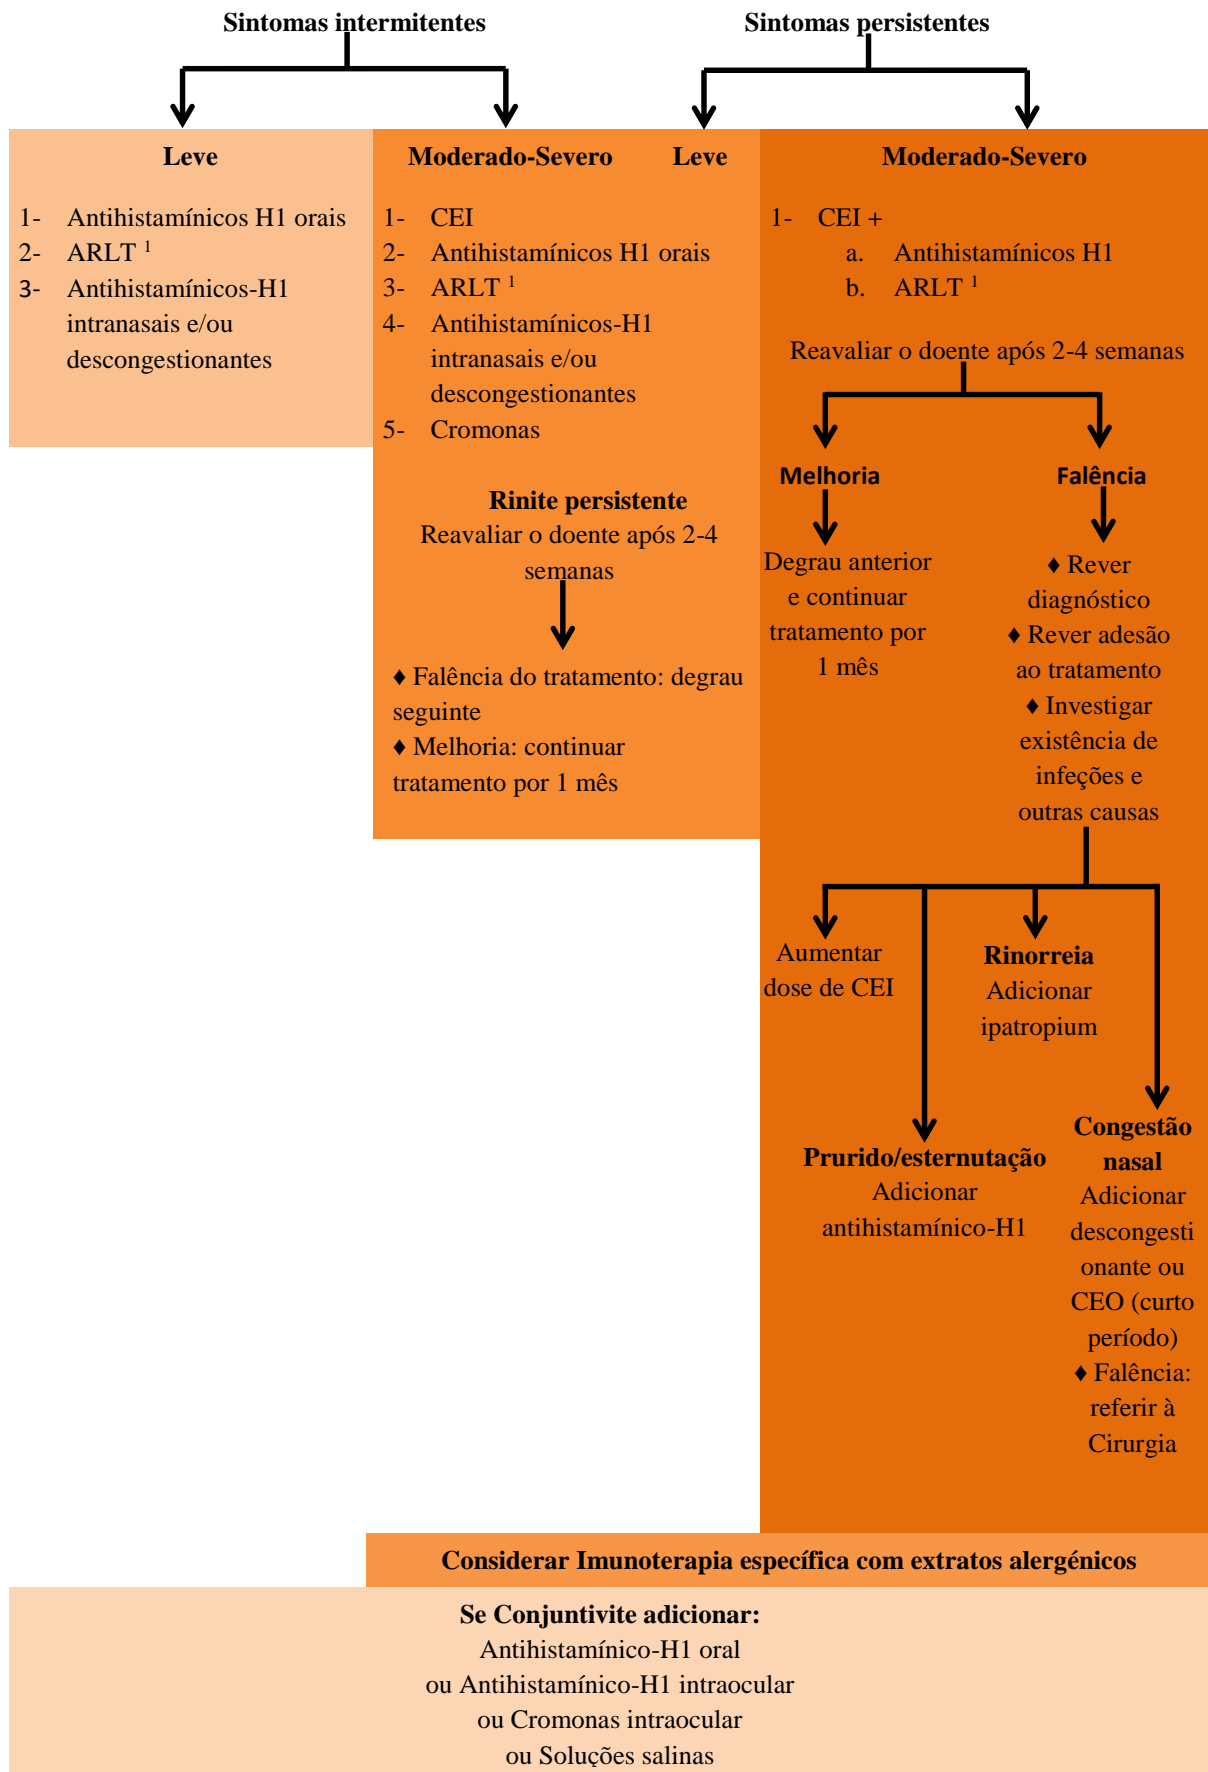 Sintomas intermitentes
Sintomas persistentes
Leve
1- Antihistamínicos H1 orais
2- ARLT 1
3- Antihistamínicos-H1
intranasais e/ou
descongestionantes
Moderado-Severo
Leve
1- CEI
2- Antihistamínicos H1 orais
3- ARLT 1
4- Antihistamínicos-H1
intranasais e/ou
descongestionantes
5- Cromonas
Rinite persistente
Reavaliar o doente após 2-4
semanas
♦ Falência do tratamento: degrau
seguinte
♦ Melhoria: continuar
tratamento por 1 mês
Moderado-Severo
1- CEI +
a. Antihistamínicos H1
b. ARLT 1
Reavaliar o doente após 2-4 semanas
Melhoria
Degrau anterior
e continuar
tratamento por
1 mês
Falência
♦ Rever
diagnóstico
♦ Rever adesão
ao tratamento
♦ Investigar
existência de
infeções e
outras causas
Aumentar
dose de CEI
Prurido/esternutação
Adicionar
antihistamínico-H1
Rinorreia
Adicionar
ipatropium
Congestão
nasal
Adicionar
descongesti
onante ou
CEO (curto
período)
♦ Falência:
referir à
Cirurgia
Considerar Imunoterapia específica com extratos alergénicos
Se Conjuntivite adicionar:
Antihistamínico-H1 oral
ou Antihistamínico-H1 intraocular
ou Cromonas intraocular
ou Soluções salinas